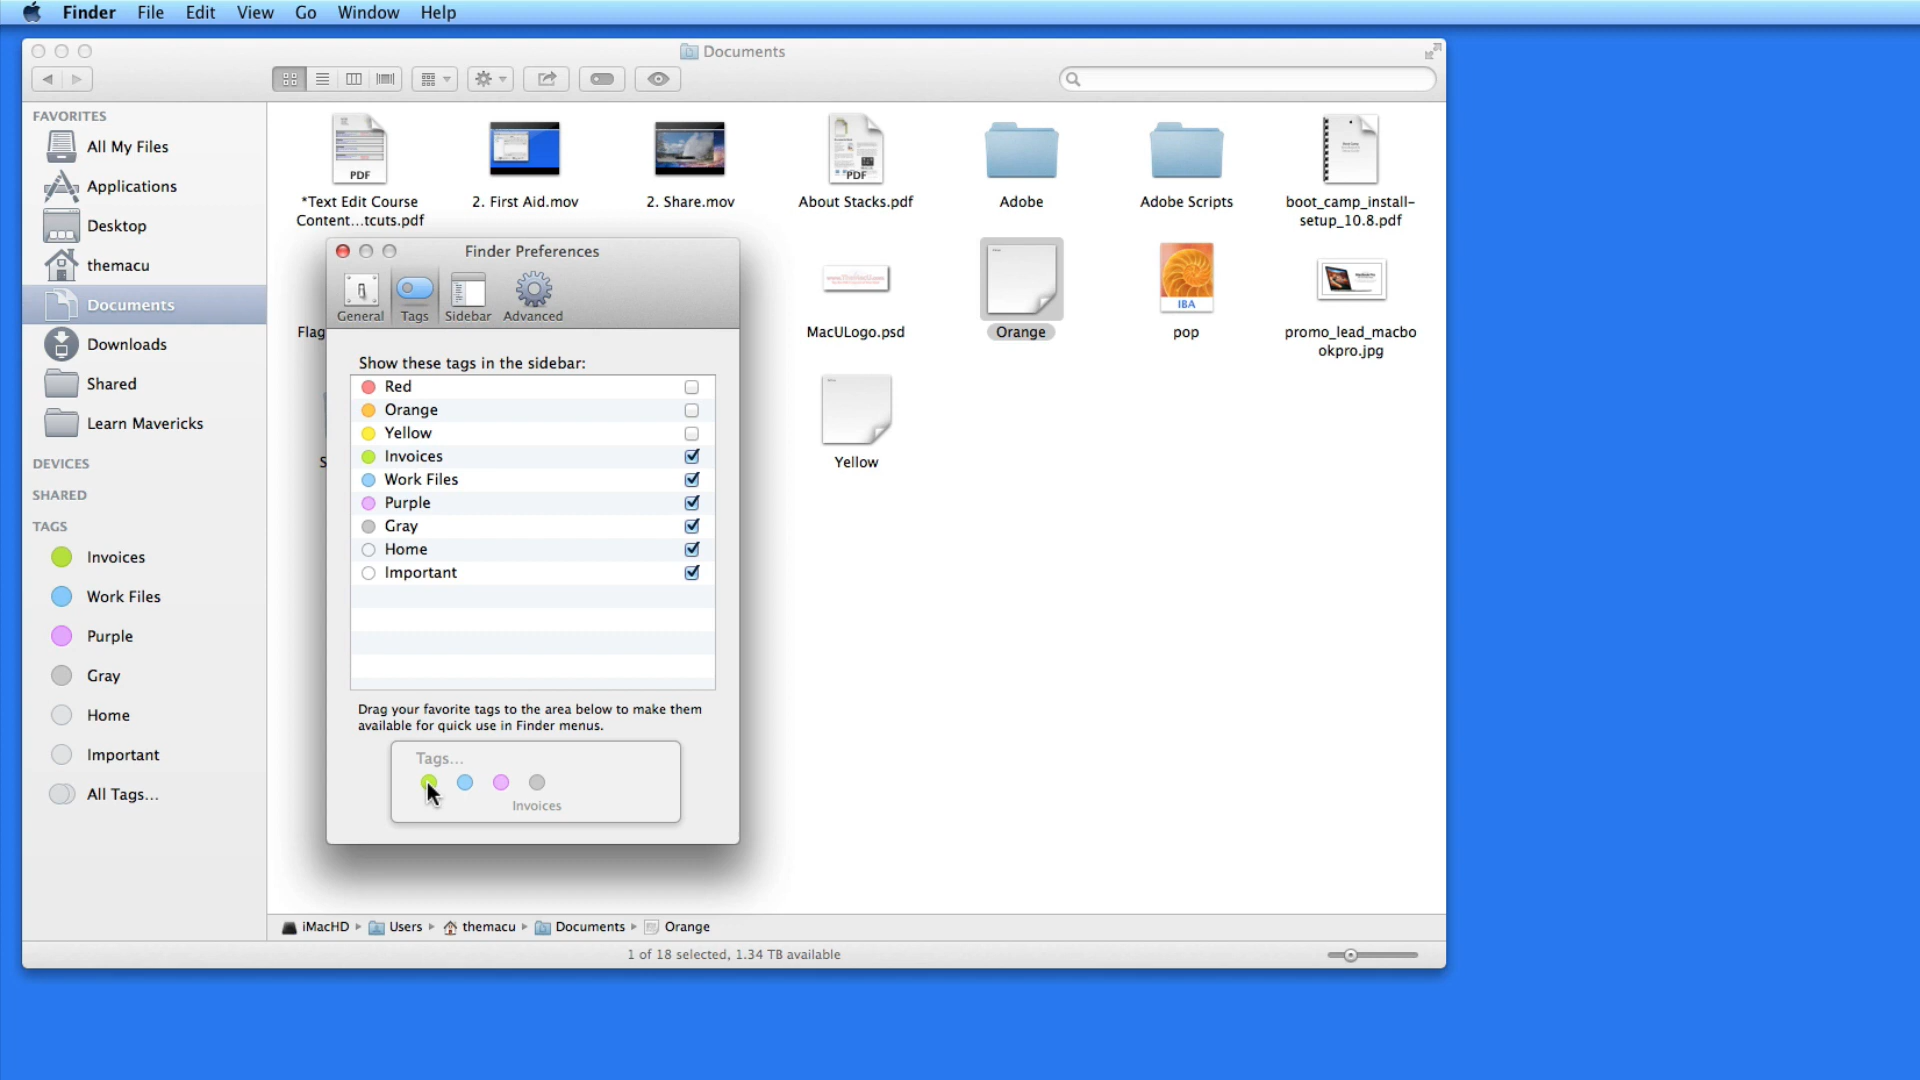 Finder File Edit View Go Window Help
Documents
FAVORITES
All My Files
Applications
Desktop
themacu
Documents
Downloads
Shared
Learn Mavericks
DEVICES
SHARED
TAGS
Invoices
Work Files
Purple
Gray
Home
Important
All Tags...
PDF
*Text Edit Course
Content...tcuts.pdf
2. First Aid.mov
2. Share.mov
PDF
About Stacks.pdf
Adobe
Adobe Scripts
boot_camp_install-
setup_10.8.pdf
Flag
MacULogo.psd
Orange
IBA
pop
promo_lead_macbo
okpro.jpg
S
Yellow
Finder Preferences
General Tags Sidebar Advanced
Show these tags in the sidebar:
Red
Orange
Yellow
Invoices
Work Files
Purple
Gray
Home
Important
Drag your favorite tags to the area below to make them
available for quick use in Finder menus.
Tags...
Invoices
iMacHD Users themacu Documents Orange
1 of 18 selected, 1.34 TB available